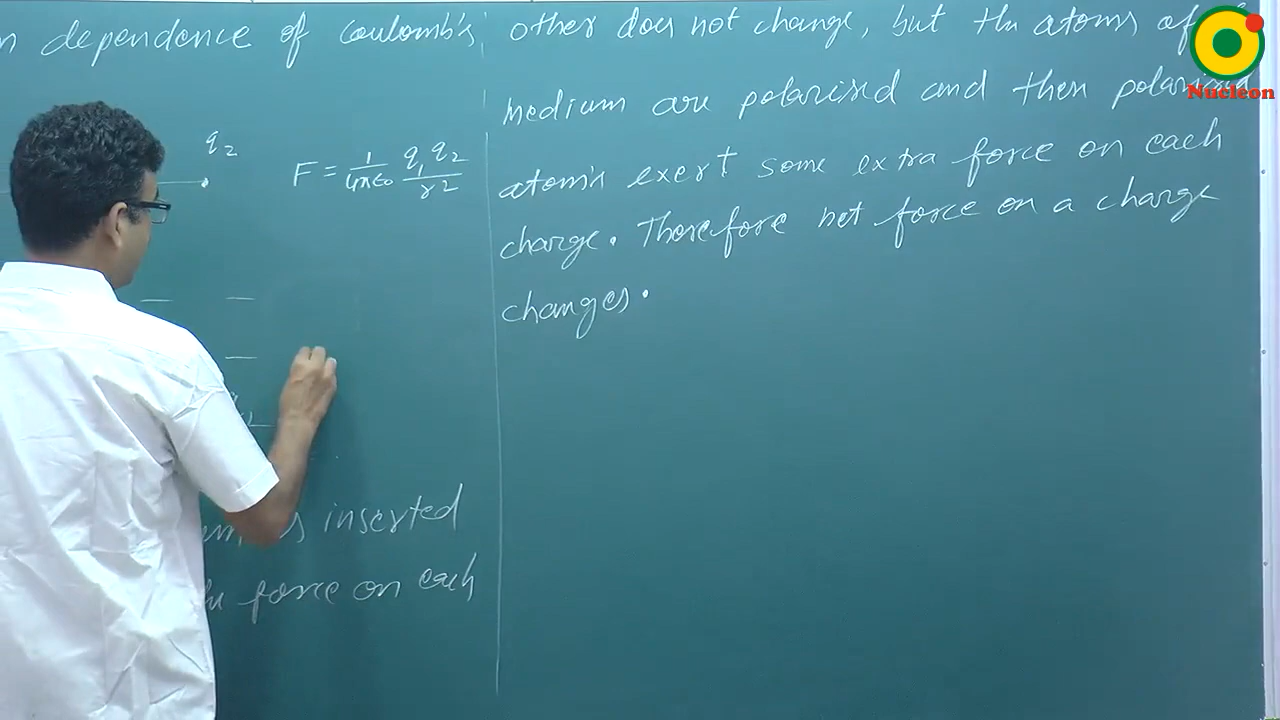 n dependence of Coulomb's
q2
F = 1/4πε0 q1 q2/r2
is inserted
force on each
other does not change, but the atoms of
medium are polarised and then polarised
atoms exert some extra force on each
charge. Therefore net force on a charge
changes.
Nucleon